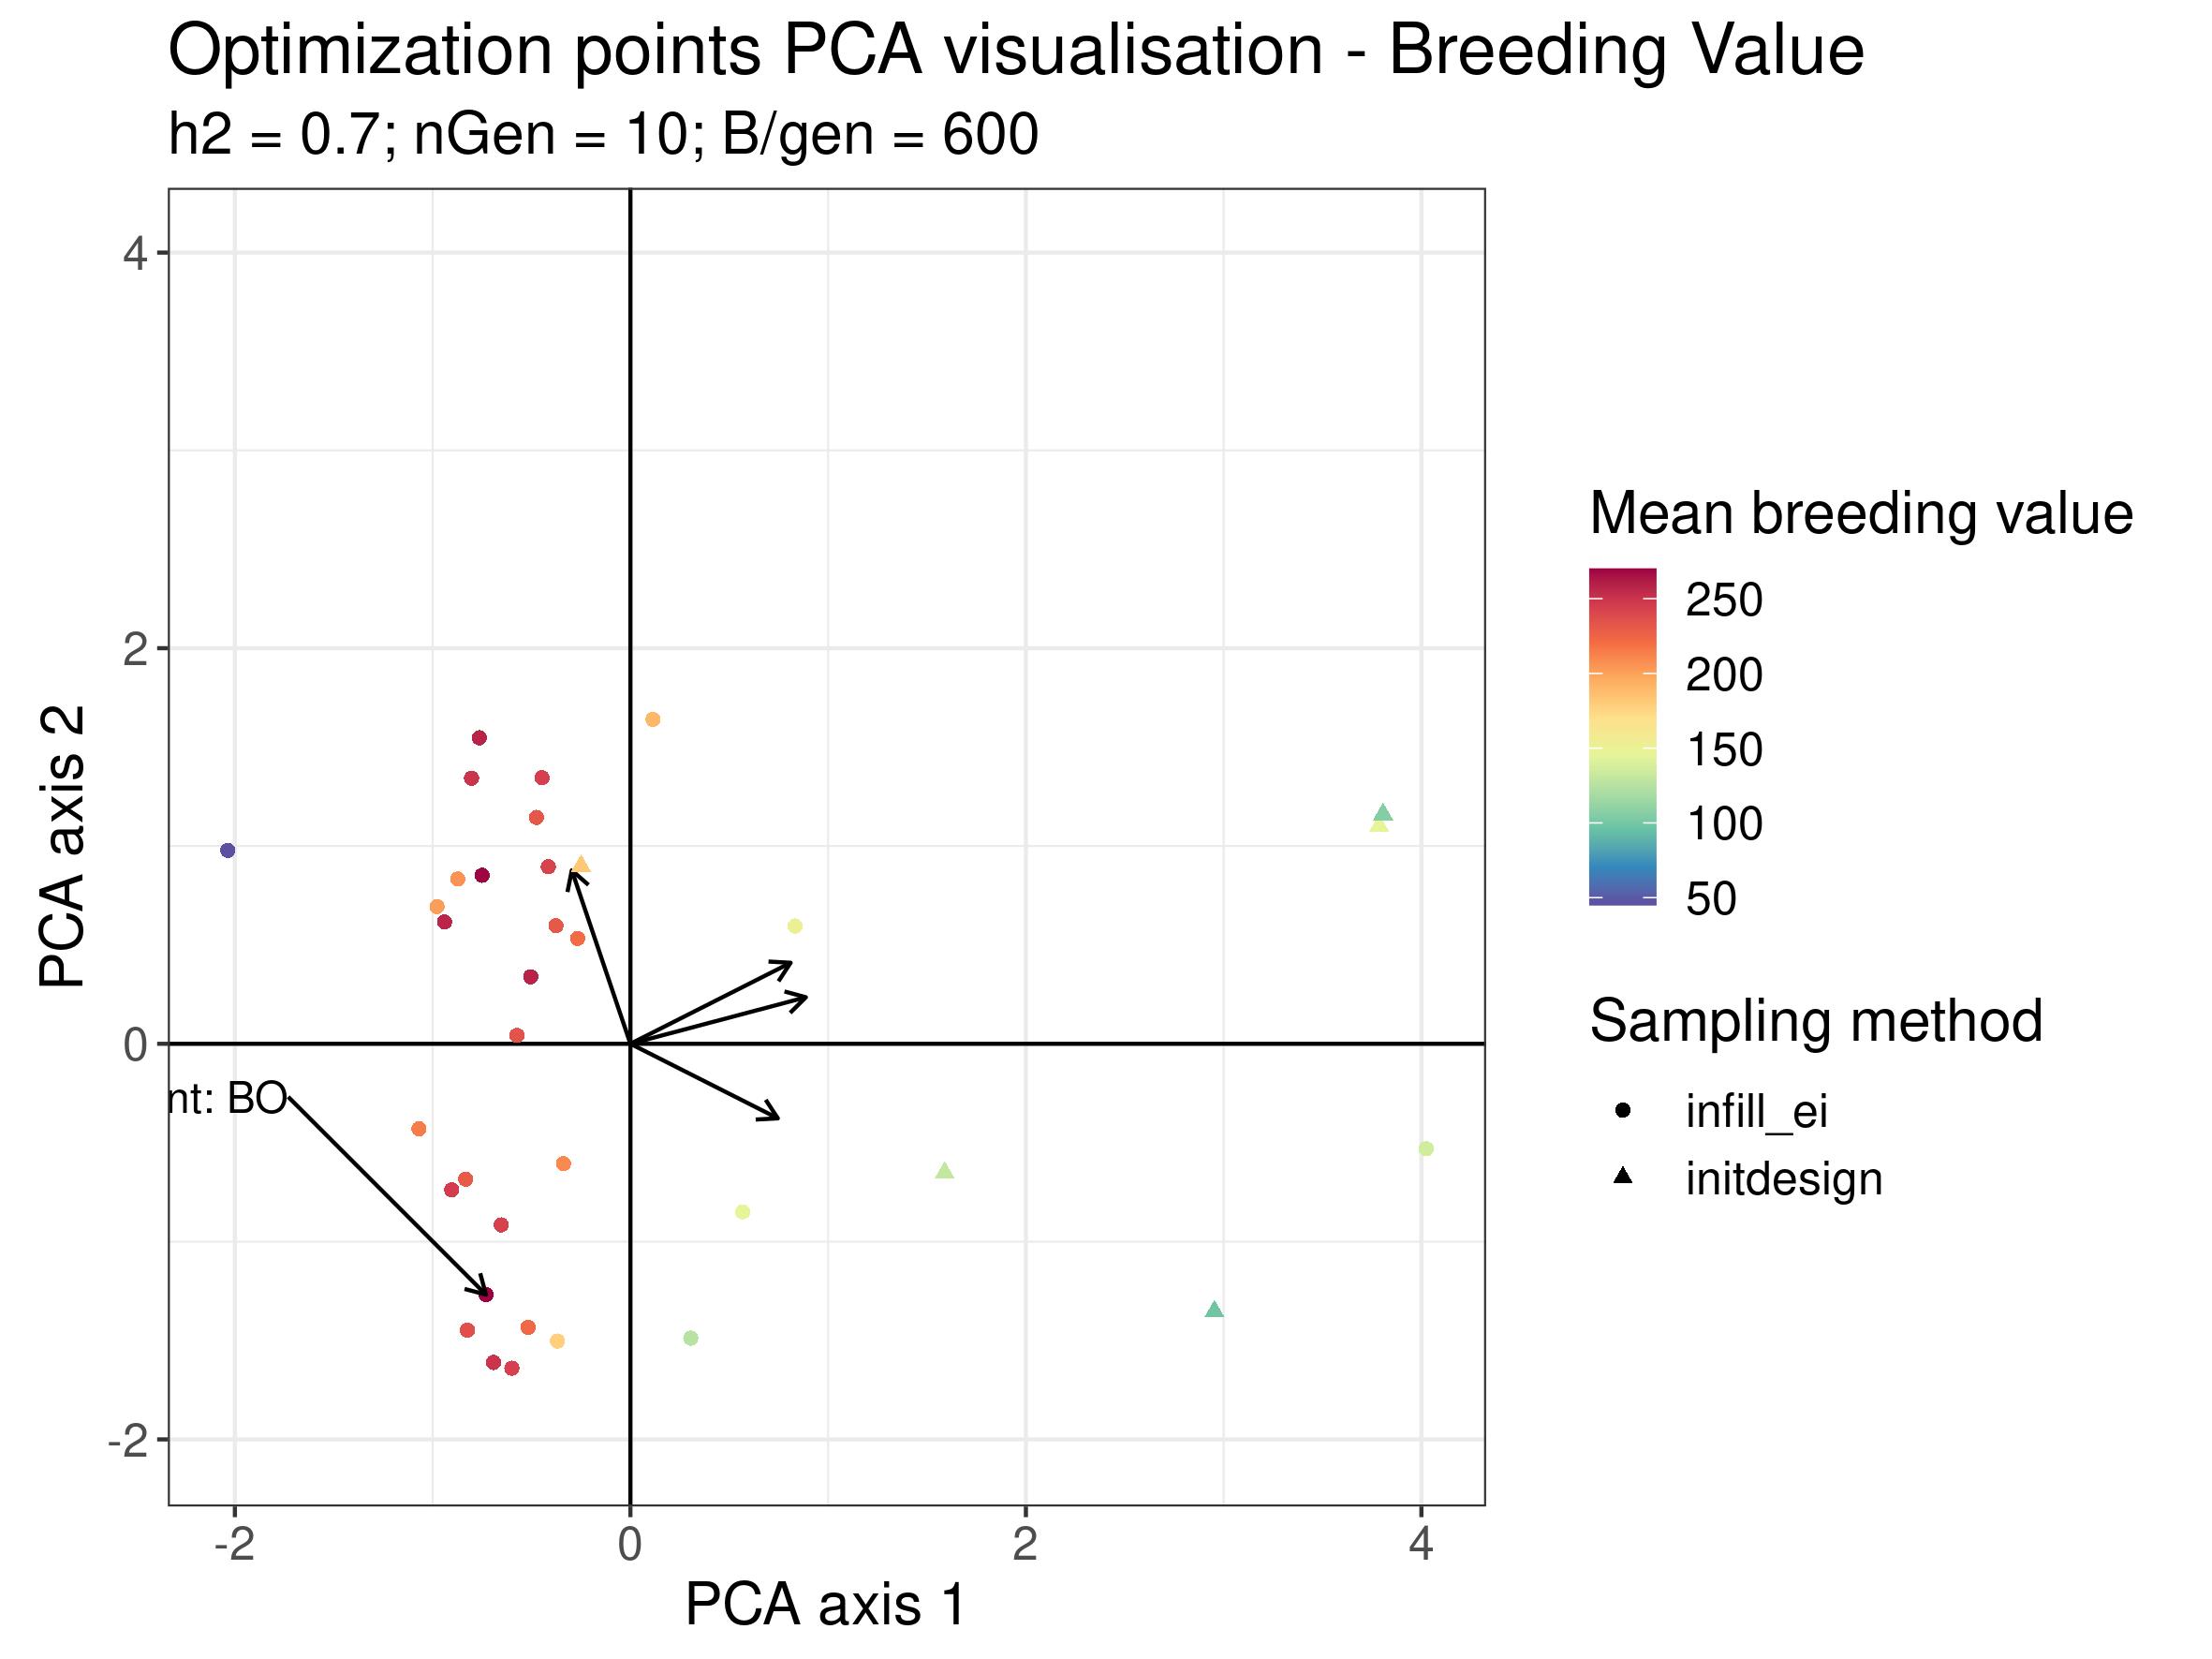 Optimization points PCA visualisation - Breeding Value
h2 = 0.7; nGen = 10; B/gen = 600
PCA axis 2
4
2
0
-2
nt: BO
-2
0
2
4
PCA axis 1
Mean breeding value
250
200
150
100
50
Sampling method
infill_ei
initdesign